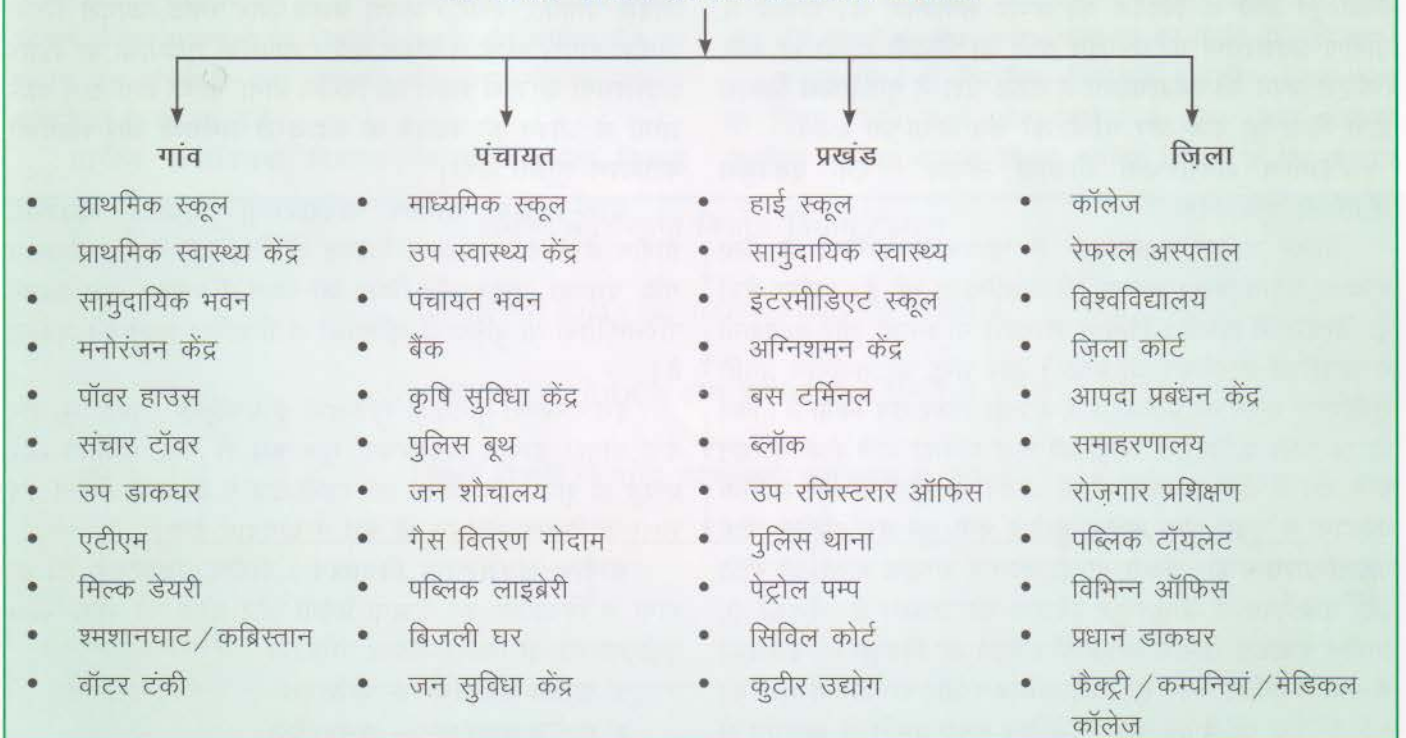 गांव
• प्राथमिक स्कूल
• प्राथमिक स्वास्थ्य केंद्र
• सामुदायिक भवन
• मनोरंजन केंद्र
• पॉवर हाउस
• संचार टॉवर
• उप डाकघर
• एटीएम
• मिल्क डेयरी
• श्मशानघाट/कब्रिस्तान
• वॉटर टंकी
पंचायत
• माध्यमिक स्कूल
• उप स्वास्थ्य केंद्र
• पंचायत भवन
• बैंक
• कृषि सुविधा केंद्र
• पुलिस बूथ
• जन शौचालय
• गैस वितरण गोदाम
• पब्लिक लाइब्रेरी
• बिजली घर
• जन सुविधा केंद्र
प्रखंड
• हाई स्कूल
• सामुदायिक स्वास्थ्य
• इंटरमीडिएट स्कूल
• अग्निशमन केंद्र
• बस टर्मिनल
• ब्लॉक
• उप रजिस्टरार ऑफिस
• पुलिस थाना
• पेट्रोल पम्प
• सिविल कोर्ट
• कुटीर उद्योग
ज़िला
• कॉलेज
• रेफरल अस्पताल
• विश्वविद्यालय
• ज़िला कोर्ट
• आपदा प्रबंधन केंद्र
• समाहरणालय
• रोज़गार प्रशिक्षण
• पब्लिक टॉयलेट
• विभिन्न ऑफिस
• प्रधान डाकघर
• फैक्ट्री/कम्पनियां/मेडिकल
कॉलेज